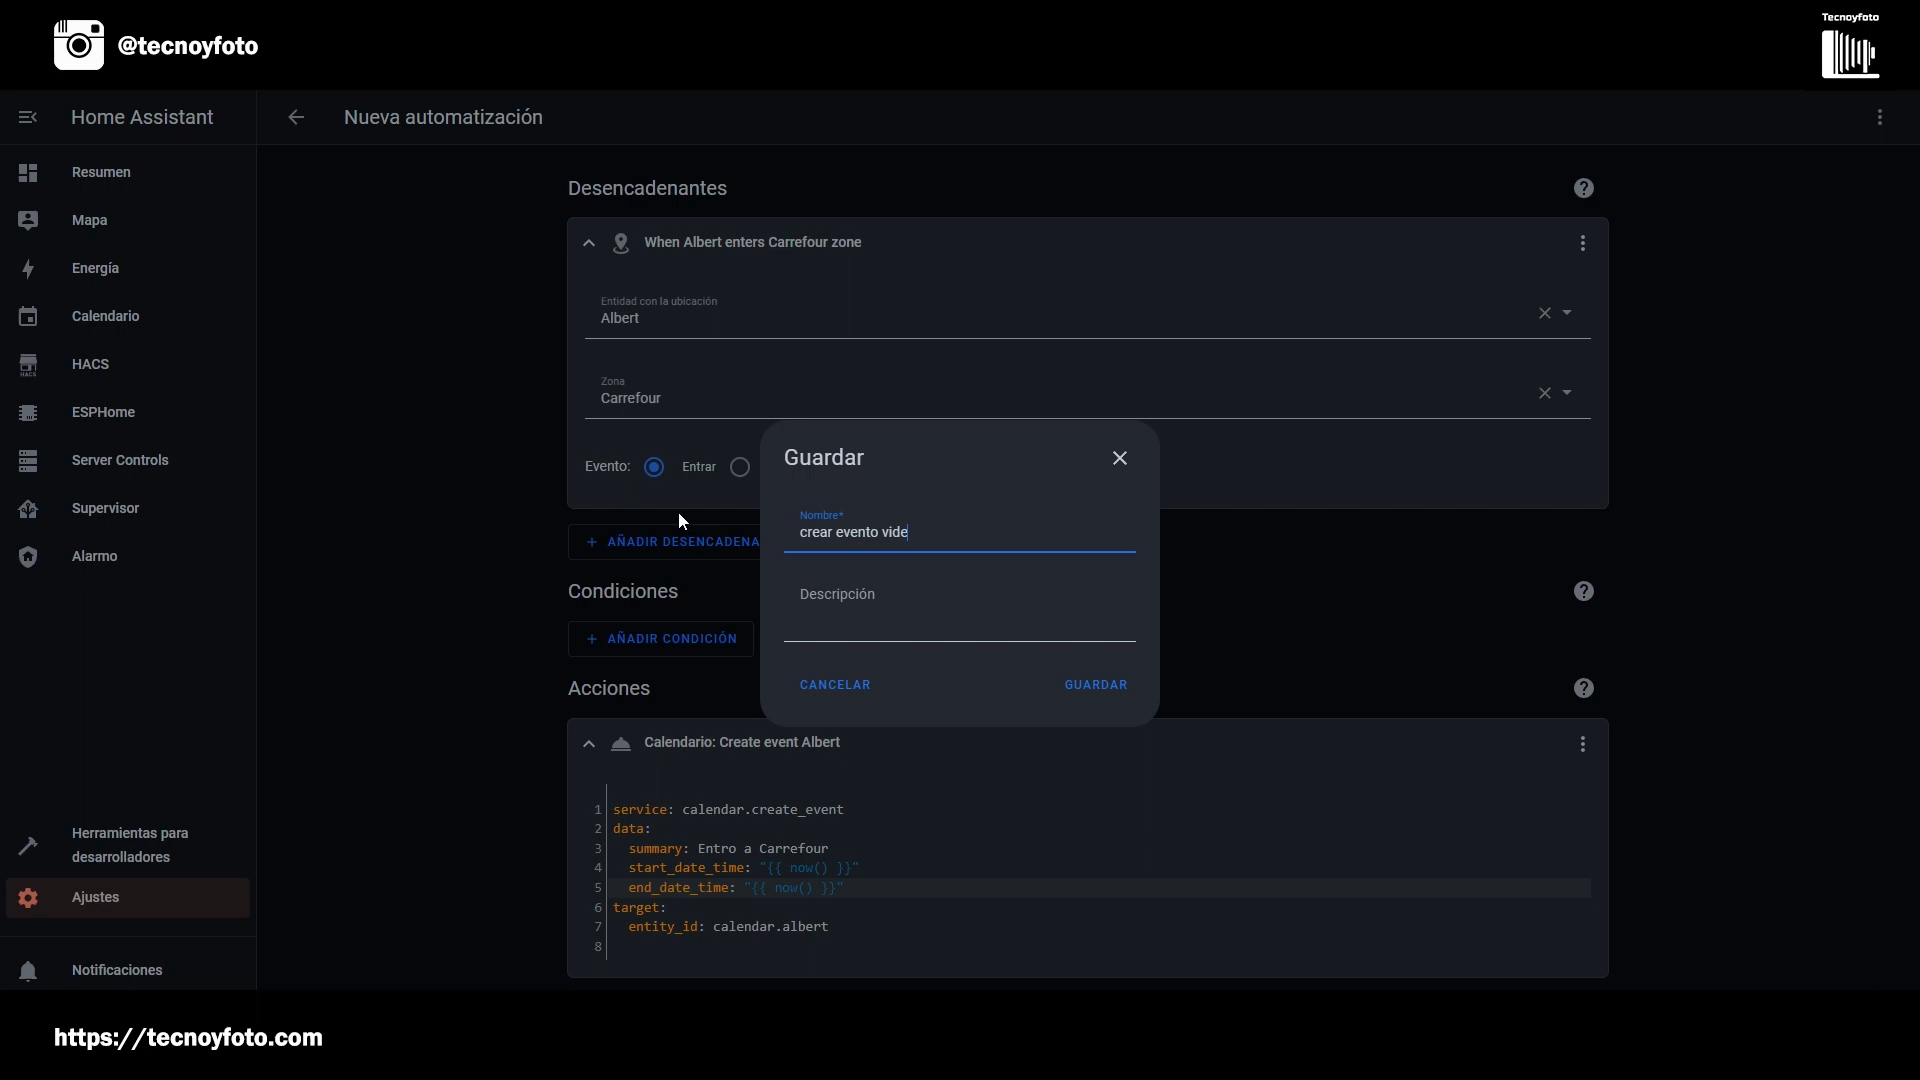 @tecnoyfoto
Tecnoyfoto
Home Assistant
Nueva automatización
Resumen
Mapa
Energía
Calendario
HACS
HACS
ESPHome
Server Controls
Supervisor
Alarmo
Herramientas para
desarrolladores
Ajustes
Notificaciones
Desencadenantes
When Albert enters Carrefour zone
Entidad con la ubicación
Albert
Zona
Carrefour
Evento:
Entrar
+ AÑADIR DESENCADENA
Condiciones
+ AÑADIR CONDICIÓN
Acciones
Guardar
Nombre*
crear evento vide
Descripción
CANCELAR
GUARDAR
Calendario: Create event Albert
1 service: calendar.create_event
2 data:
3 summary: Entro a Carrefour
4 start_date_time: "{{ now() }}"
5 end_date_time: "{{ now() }}"
6 target:
7 entity_id: calendar.albert
8
https://tecnoyfoto.com